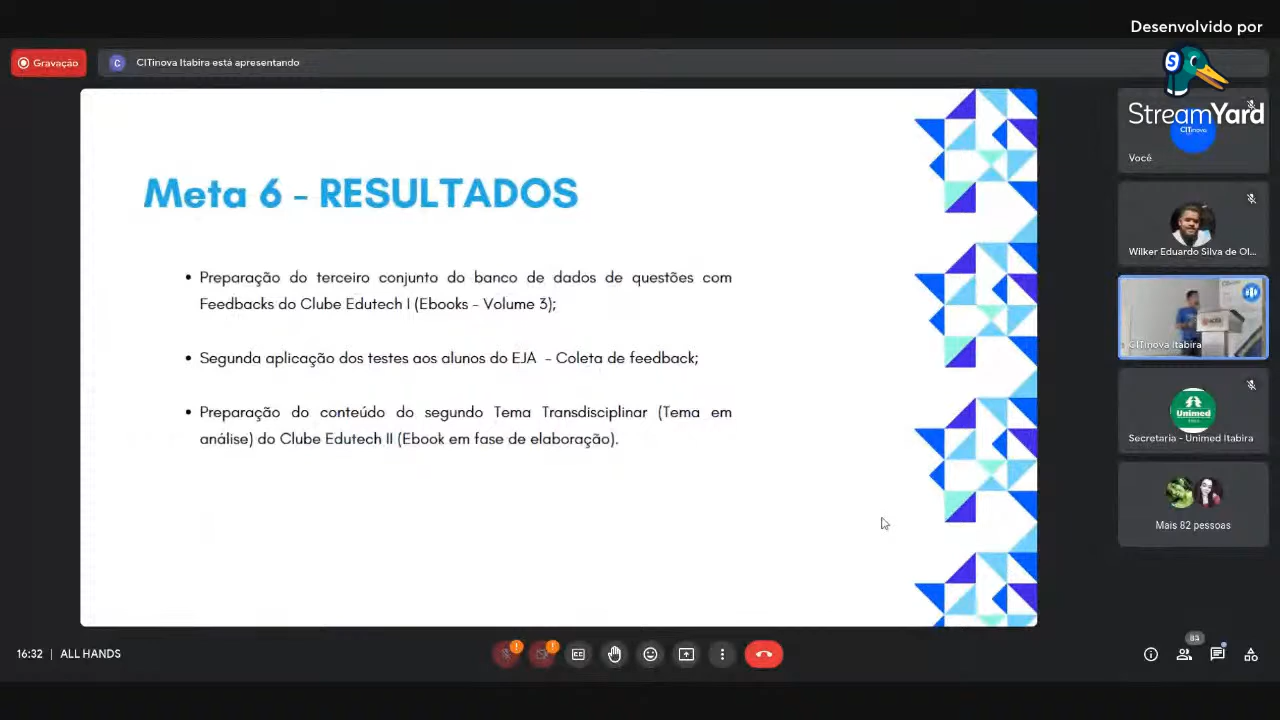 Desenvolvido por
StreamYard
Gravação
C
CITinova Itabira está apresentando
Meta 6 - RESULTADOS
• Preparação do terceiro conjunto do banco de dados de questões com
Feedbacks do Clube Edutech I (Ebooks - Volume 3);
• Segunda aplicação dos testes aos alunos do EJA - Coleta de feedback;
• Preparação do conteúdo do segundo Tema Transdisciplinar (Tema em
análise) do Clube Edutech II (Ebook em fase de elaboração).
CITinova
Você
Wilker Eduardo Silva de Ol...
CITinova Itabira
Unimed
Secretaria - Unimed Itabira
Mais 82 pessoas
16:32 | ALL HANDS